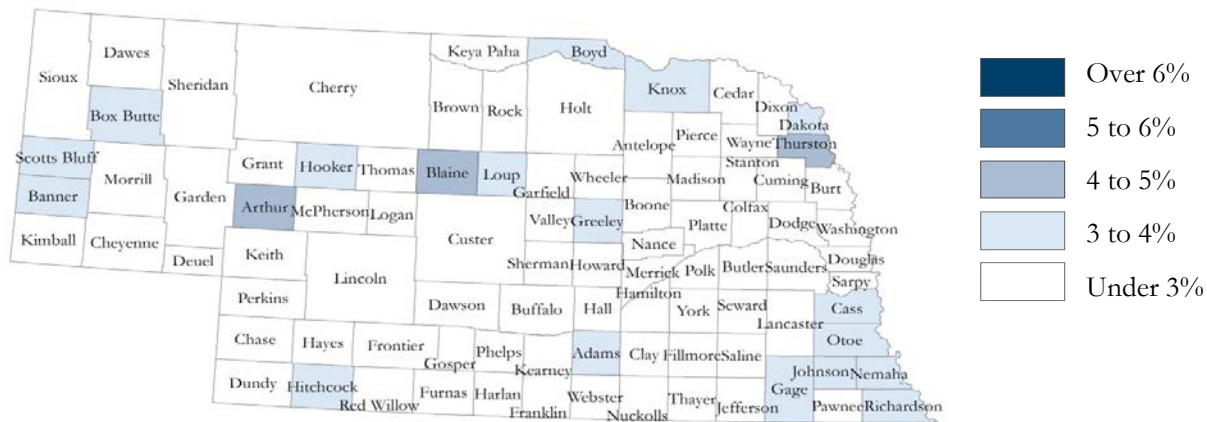 Keya Paha
Boyd
Dawes
Sioux
Sheridan
Cherry
Knox
Cedar
Brown
Rock
Holt
Dixon
Box Butte
Dakota
Pierce
Antelope
Wayne
Thurston
Scotts Bluff
Grant
Hooker
Thomas
Blaine
Loup
Stanton
Wheeler
Madison
Cuming
Morrill
Garfield
Burt
Banner
Garden
Arthur
McPherson
Logan
Boone
Colfax
Valley
Greeley
Platte
Dodge
Washington
Kimball
Cheyenne
Custer
Nance
Keith
Deuel
Sherman
Howard
Douglas
Merrick
Polk
Butler
Saunders
Lincoln
Sarpy
Perkins
Hamilton
Dawson
Buffalo
Hall
York
Seward
Cass
Lancaster
Chase
Hayes
Frontier
Otoe
Gosper
Phelps
Adams
Clay
Fillmore
Saline
Kearney
Johnson
Nemaha
Dundy
Hitchcock
Furnas
Harlan
Webster
Gage
Red Willow
Franklin
Nuckolls
Thayer
Jefferson
Pawnee
Richardson
Over 6%
5 to 6%
4 to 5%
3 to 4%
Under 3%